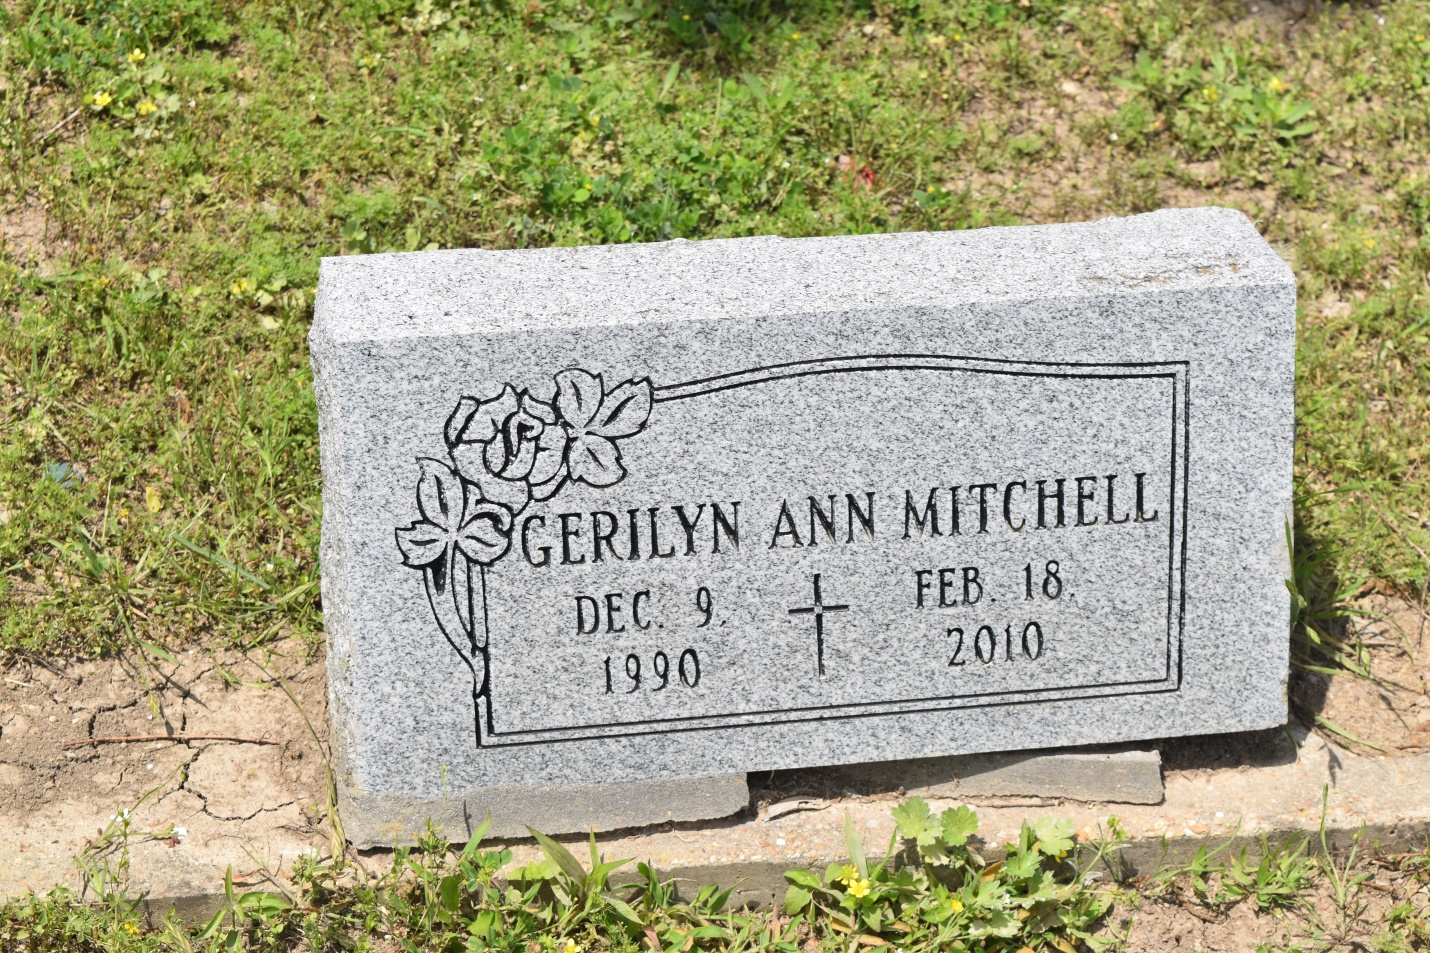 GERILYN ANN MITCHELL
DEC. 9, FEB. 18,
1990 2010